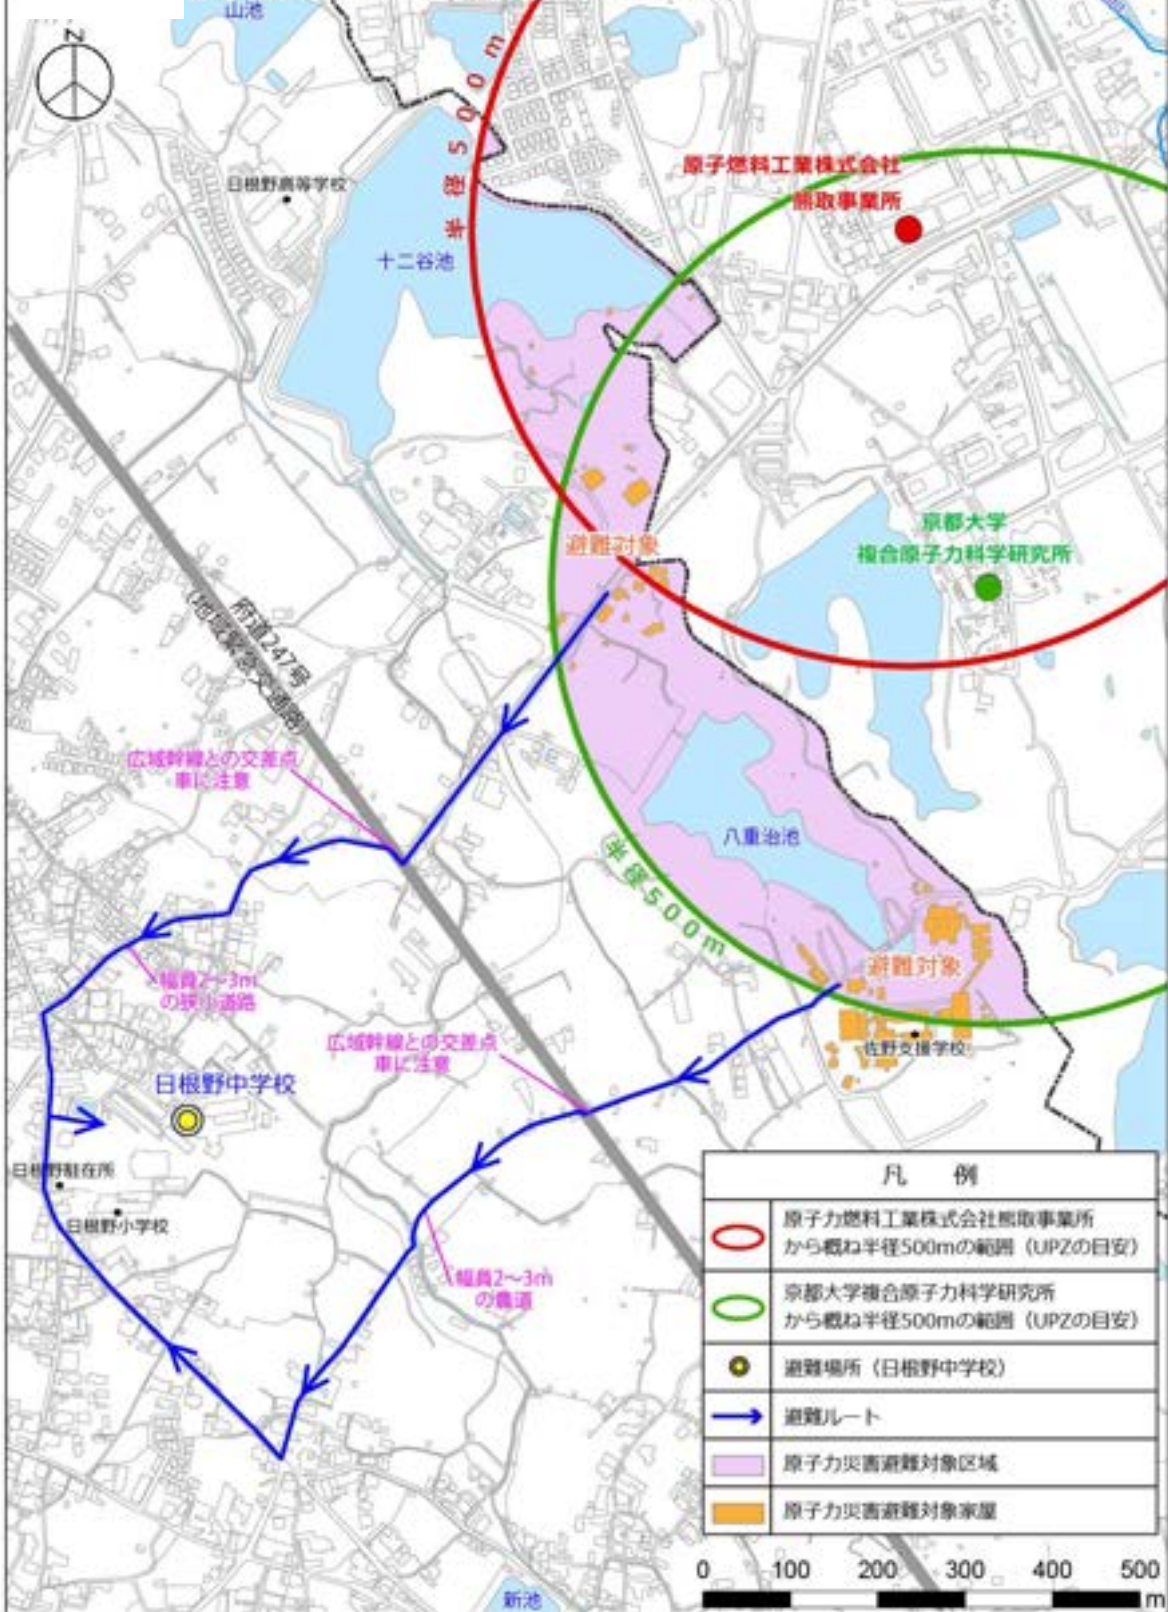 山池
N
半径500m
日根野高等学校
原子燃料工業株式会社
熊取事業所
十二谷池
京都大学
複合原子力科学研究所
避難対象
府道247号
(地域緊急交通路)
広域幹線との交差点
車に注意
八重治池
半径500m
避難対象
幅員2～3m
の狭小道路
広域幹線との交差点
車に注意
佐野支援学校
日根野中学校
日根野駐在所
日根野小学校
幅員2～3m
の農道
凡 例
原子力燃料工業株式会社熊取事業所
から概ね半径500mの範囲（UPZの目安）
京都大学複合原子力科学研究所
から概ね半径500mの範囲（UPZの目安）
避難場所（日根野中学校）
避難ルート
原子力災害避難対象区域
原子力災害避難対象家屋
0 100 200 300 400 500
m
新池